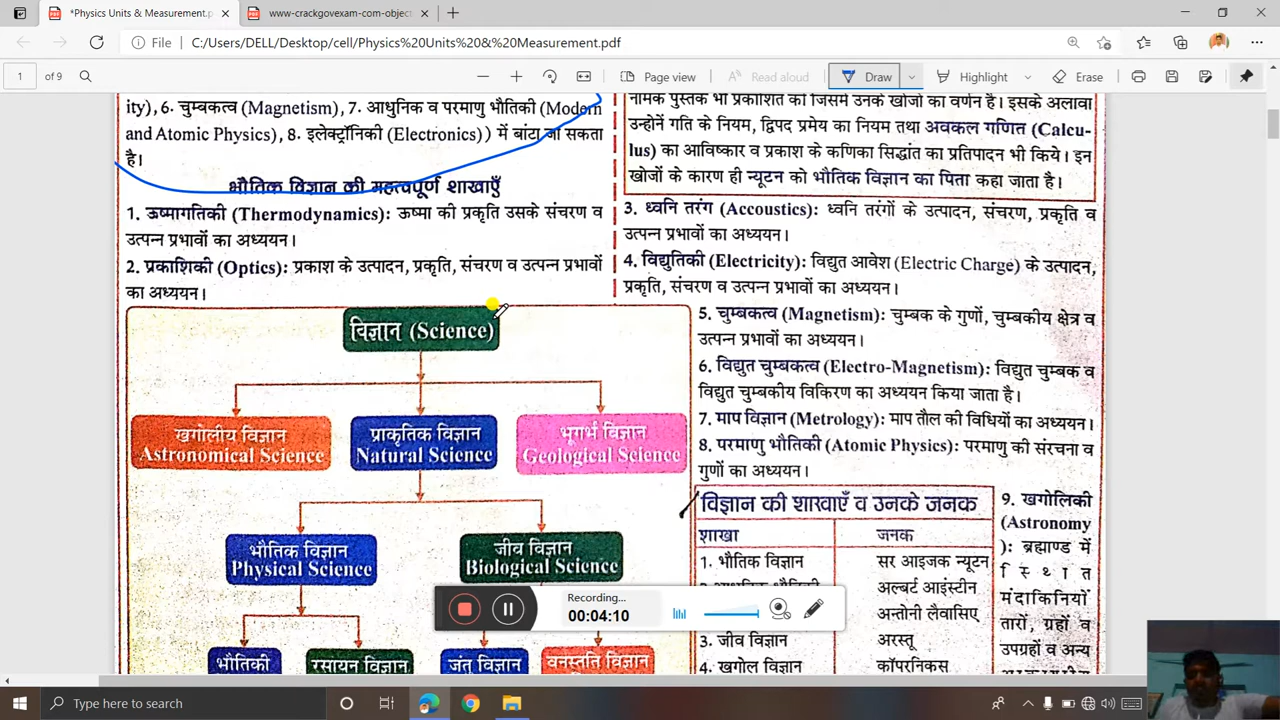 *Physics Units & Measurement.p
www-crackgovexam-com-object
File
C:/Users/DELL/Desktop/cell/Physics%20Units%20&%20Measurement.pdf
1
of 9
Page view
Read aloud
Draw
Highlight
Erase
ity), 6. चुम्बकत्व (Magnetism), 7. आधुनिक व परमाणु भौतिकी (Modern
and Atomic Physics), 8. इलेक्ट्रॉनिकी (Electronics)) में बांटा जा सकता
है।
भौतिक विज्ञान की महत्वपूर्ण शाखाएँ
1. ऊष्मागतिकी (Thermodynamics): ऊष्मा की प्रकृति उसके संचरण व
उत्पन्न प्रभावों का अध्ययन।
2. प्रकाशिकी (Optics): प्रकाश के उत्पादन, प्रकृति, संचरण व उत्पन्न प्रभावों
का अध्ययन।
विज्ञान (Science)
खगोलीय विज्ञान
Astronomical Science
प्राकृतिक विज्ञान
Natural Science
भूगर्भ विज्ञान
Geological Science
भौतिक विज्ञान
Physical Science
जीव विज्ञान
Biological Science
भौतिकी
रसायन विज्ञान
जंतु विज्ञान
वनस्तति विज्ञान
नामक पुस्तक भी प्रकाशित की जिसमें उनके खोजों का वर्णन है। इसके अलावा
उन्होनें गति के नियम, द्विपद प्रमेय का नियम तथा अवकल गणित (Calcu-
lus) का आविष्कार व प्रकाश के कणिका सिद्धांत का प्रतिपादन भी किये। इन
खोजों के कारण ही न्यूटन को भौतिक विज्ञान का पिता कहा जाता है।
3. ध्वनि तरंग (Accoustics): ध्वनि तरंगों के उत्पादन, संचरण, प्रकृति व
उत्पन्न प्रभावों का अध्ययन।
4. विद्युतिकी (Electricity): विद्युत आवेश (Electric Charge) के उत्पादन,
प्रकृति, संचरण व उत्पन्न प्रभावों का अध्ययन।
5. चुम्बकत्व (Magnetism): चुम्बक के गुणों, चुम्बकीय क्षेत्र व
उत्पन्न प्रभावों का अध्ययन।
6. विद्युत चुम्बकत्व (Electro-Magnetism): विद्युत चुम्बक व
विद्युत चुम्बकीय विकिरण का अध्ययन किया जाता है।
7. माप विज्ञान (Metrology): माप तौल की विधियों का अध्ययन।
8. परमाणु भौतिकी (Atomic Physics): परमाणु की संरचना व
गुणों का अध्ययन।
विज्ञान की शाखाएँ व उनके जनक
शाखा जनक
1. भौतिक विज्ञान सर आइजक न्यूटन
अल्बर्ट आइंस्टीन
अन्तोनी लैवासिए
3. जीव विज्ञान अरस्तू
4. खगोल विज्ञान कॉपरनिकस
9. खगोलिकी
(Astronomy
): ब्रह्माण्ड में
स्थित
मंदाकिनियों
तारों, ग्रहों व
उपग्रहों व अन्य
Recording...
00:04:10
Type here to search